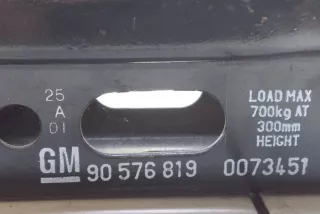 25
A
01
LOAD MAX
700kg AT
300mm
HEIGHT
GM 90 576 819 0073451